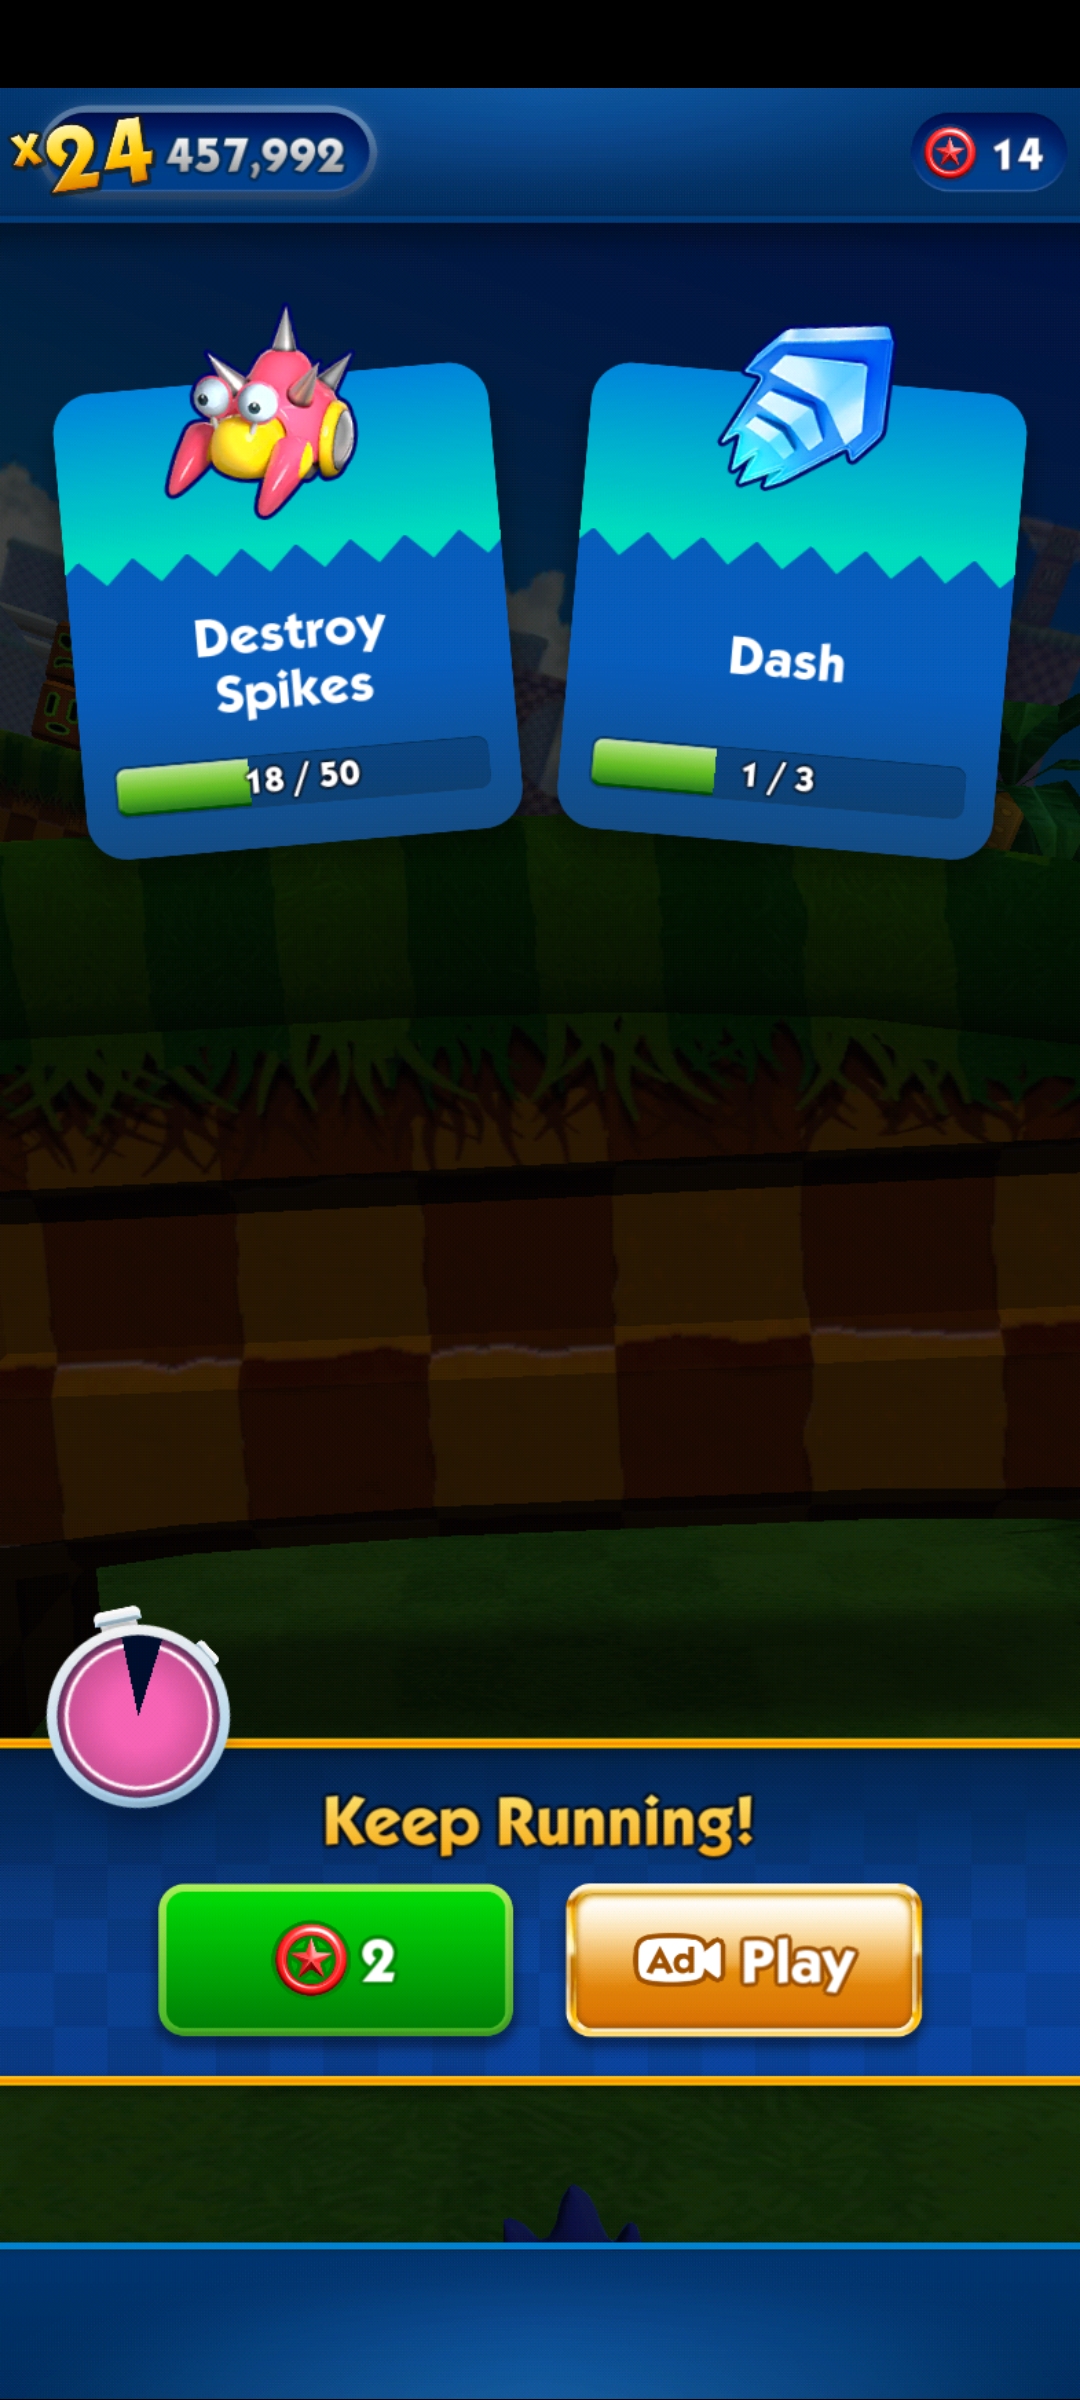 x24 457,992
14
Destroy
Spikes
18 / 50
Dash
1 / 3
Keep Running!
2
Ad Play